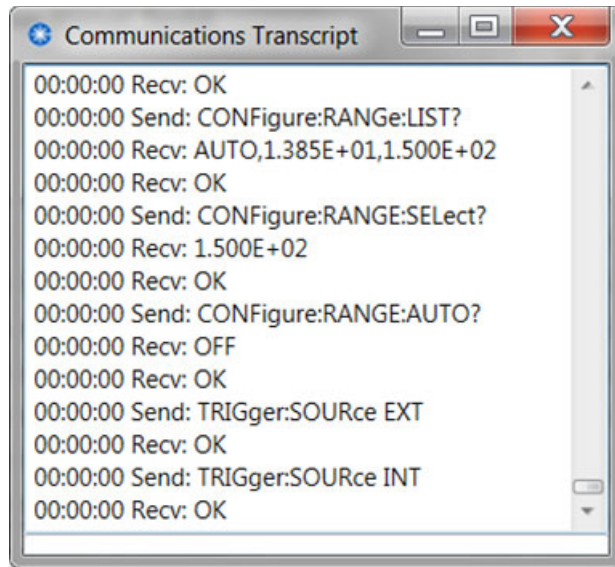 Communications Transcript
00:00:00 Recv: OK
00:00:00 Send: CONFigure:RANGe:LIST?
00:00:00 Recv: AUTO,1.385E+01,1.500E+02
00:00:00 Recv: OK
00:00:00 Send: CONFigure:RANGE:SELect?
00:00:00 Recv: 1.500E+02
00:00:00 Recv: OK
00:00:00 Send: CONFigure:RANGE:AUTO?
00:00:00 Recv: OFF
00:00:00 Recv: OK
00:00:00 Send: TRIGger:SOURce EXT
00:00:00 Recv: OK
00:00:00 Send: TRIGger:SOURce INT
00:00:00 Recv: OK